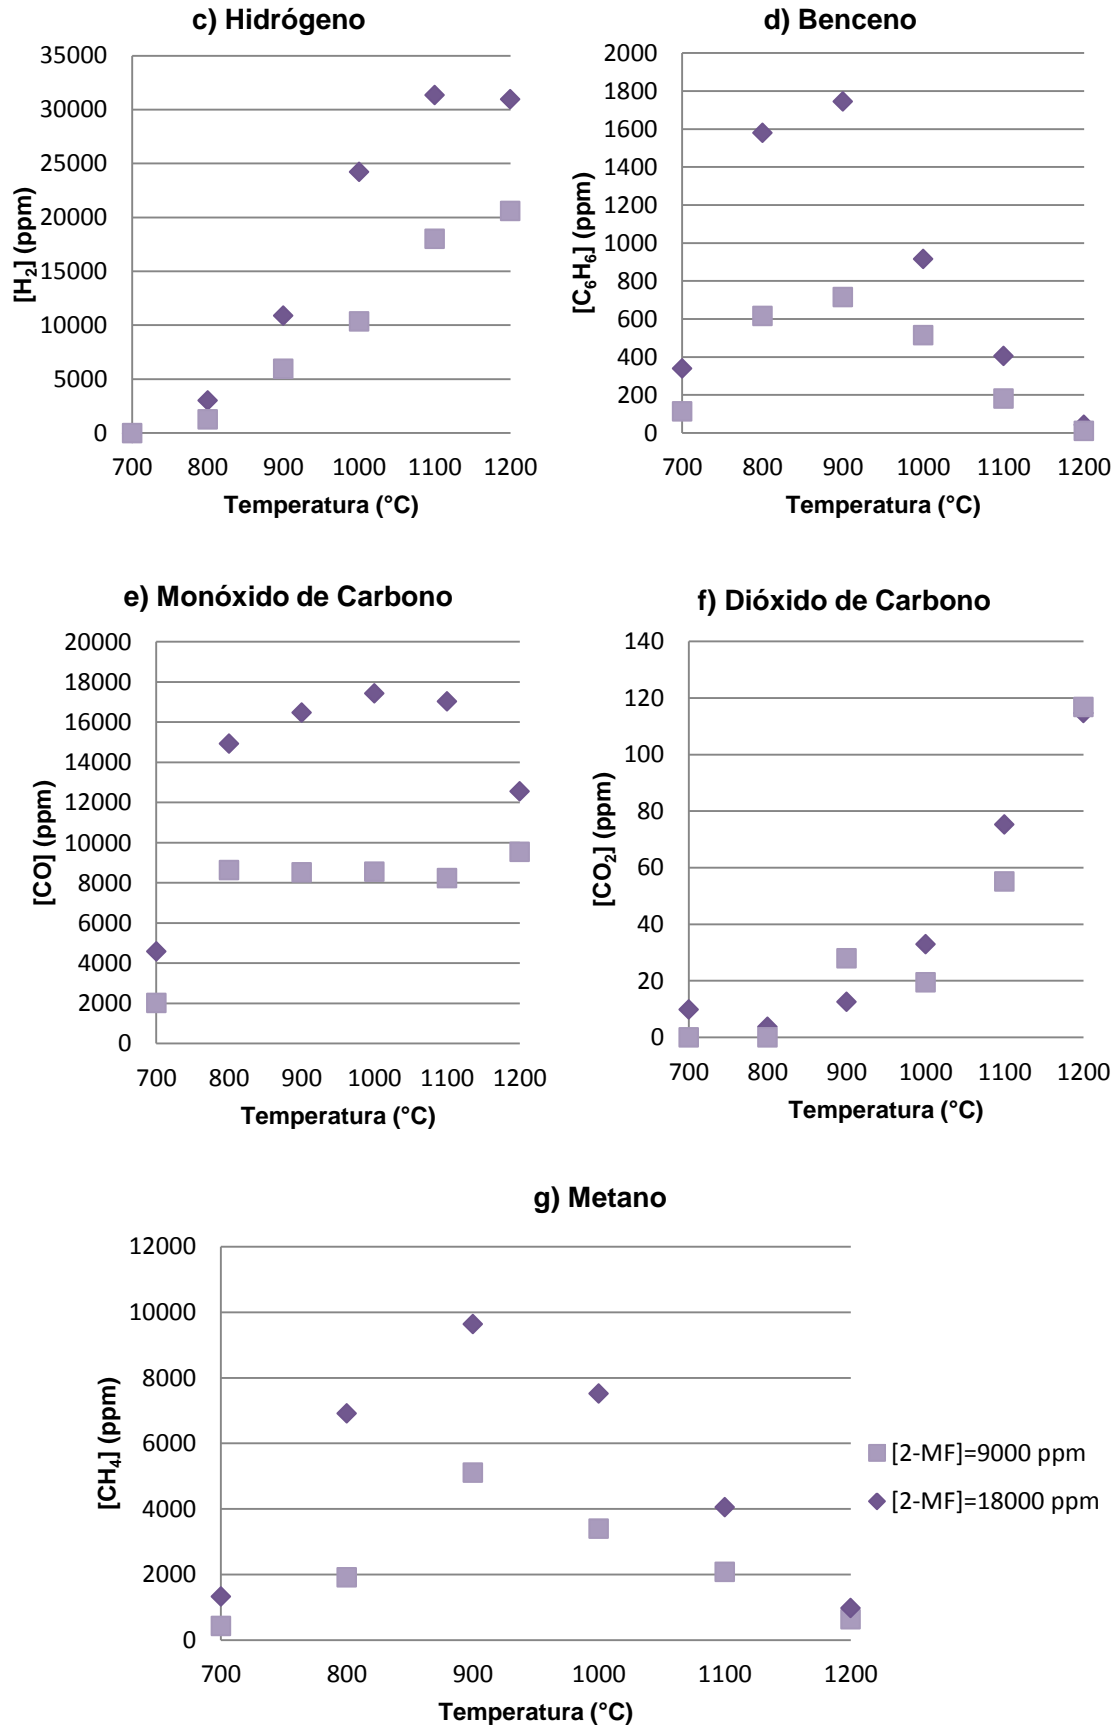 c) Hidrógeno
35000
30000
25000
20000
15000
10000
5000
0
[H2] (ppm)
700 800 900 1000 1100 1200
Temperatura (°C)
d) Benceno
2000
1800
1600
1400
1200
1000
800
600
400
200
0
[C6H6] (ppm)
700 800 900 1000 1100 1200
Temperatura (°C)
e) Monóxido de Carbono
20000
18000
16000
14000
12000
10000
8000
6000
4000
2000
0
[CO] (ppm)
700 800 900 1000 1100 1200
Temperatura (°C)
f) Dióxido de Carbono
140
120
100
80
60
40
20
0
[CO2] (ppm)
700 800 900 1000 1100 1200
Temperatura (°C)
g) Metano
12000
10000
8000
6000
4000
2000
0
[CH4] (ppm)
700 800 900 1000 1100 1200
Temperatura (°C)
[2-MF]=9000 ppm
[2-MF]=18000 ppm